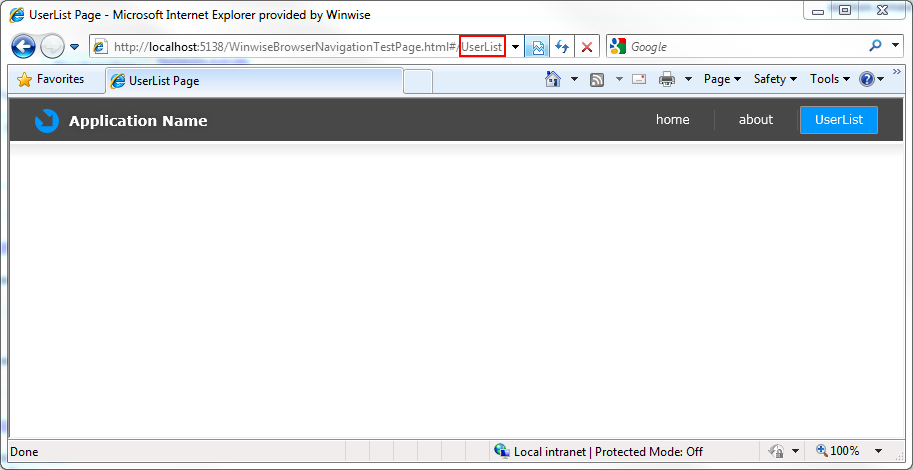 UserList Page - Microsoft Internet Explorer provided by Winwise
http://localhost:5138/WinwiseBrowserNavigationTestPage.html#/UserList
Google
Favorites
UserList Page
Page
Safety
Tools
»
Application Name
home
about
UserList
Done
Local intranet | Protected Mode: Off
100%